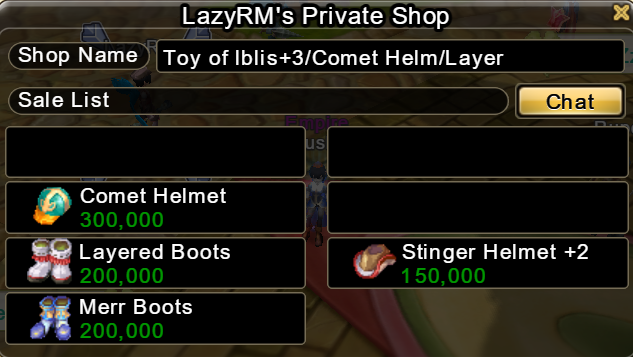 LazyRM's Private Shop
Shop Name
Toy of Iblis+3/Comet Helm/Layer
Sale List
Chat
Comet Helmet
300,000
Layered Boots
200,000
Stinger Helmet +2
150,000
Merr Boots
200,000